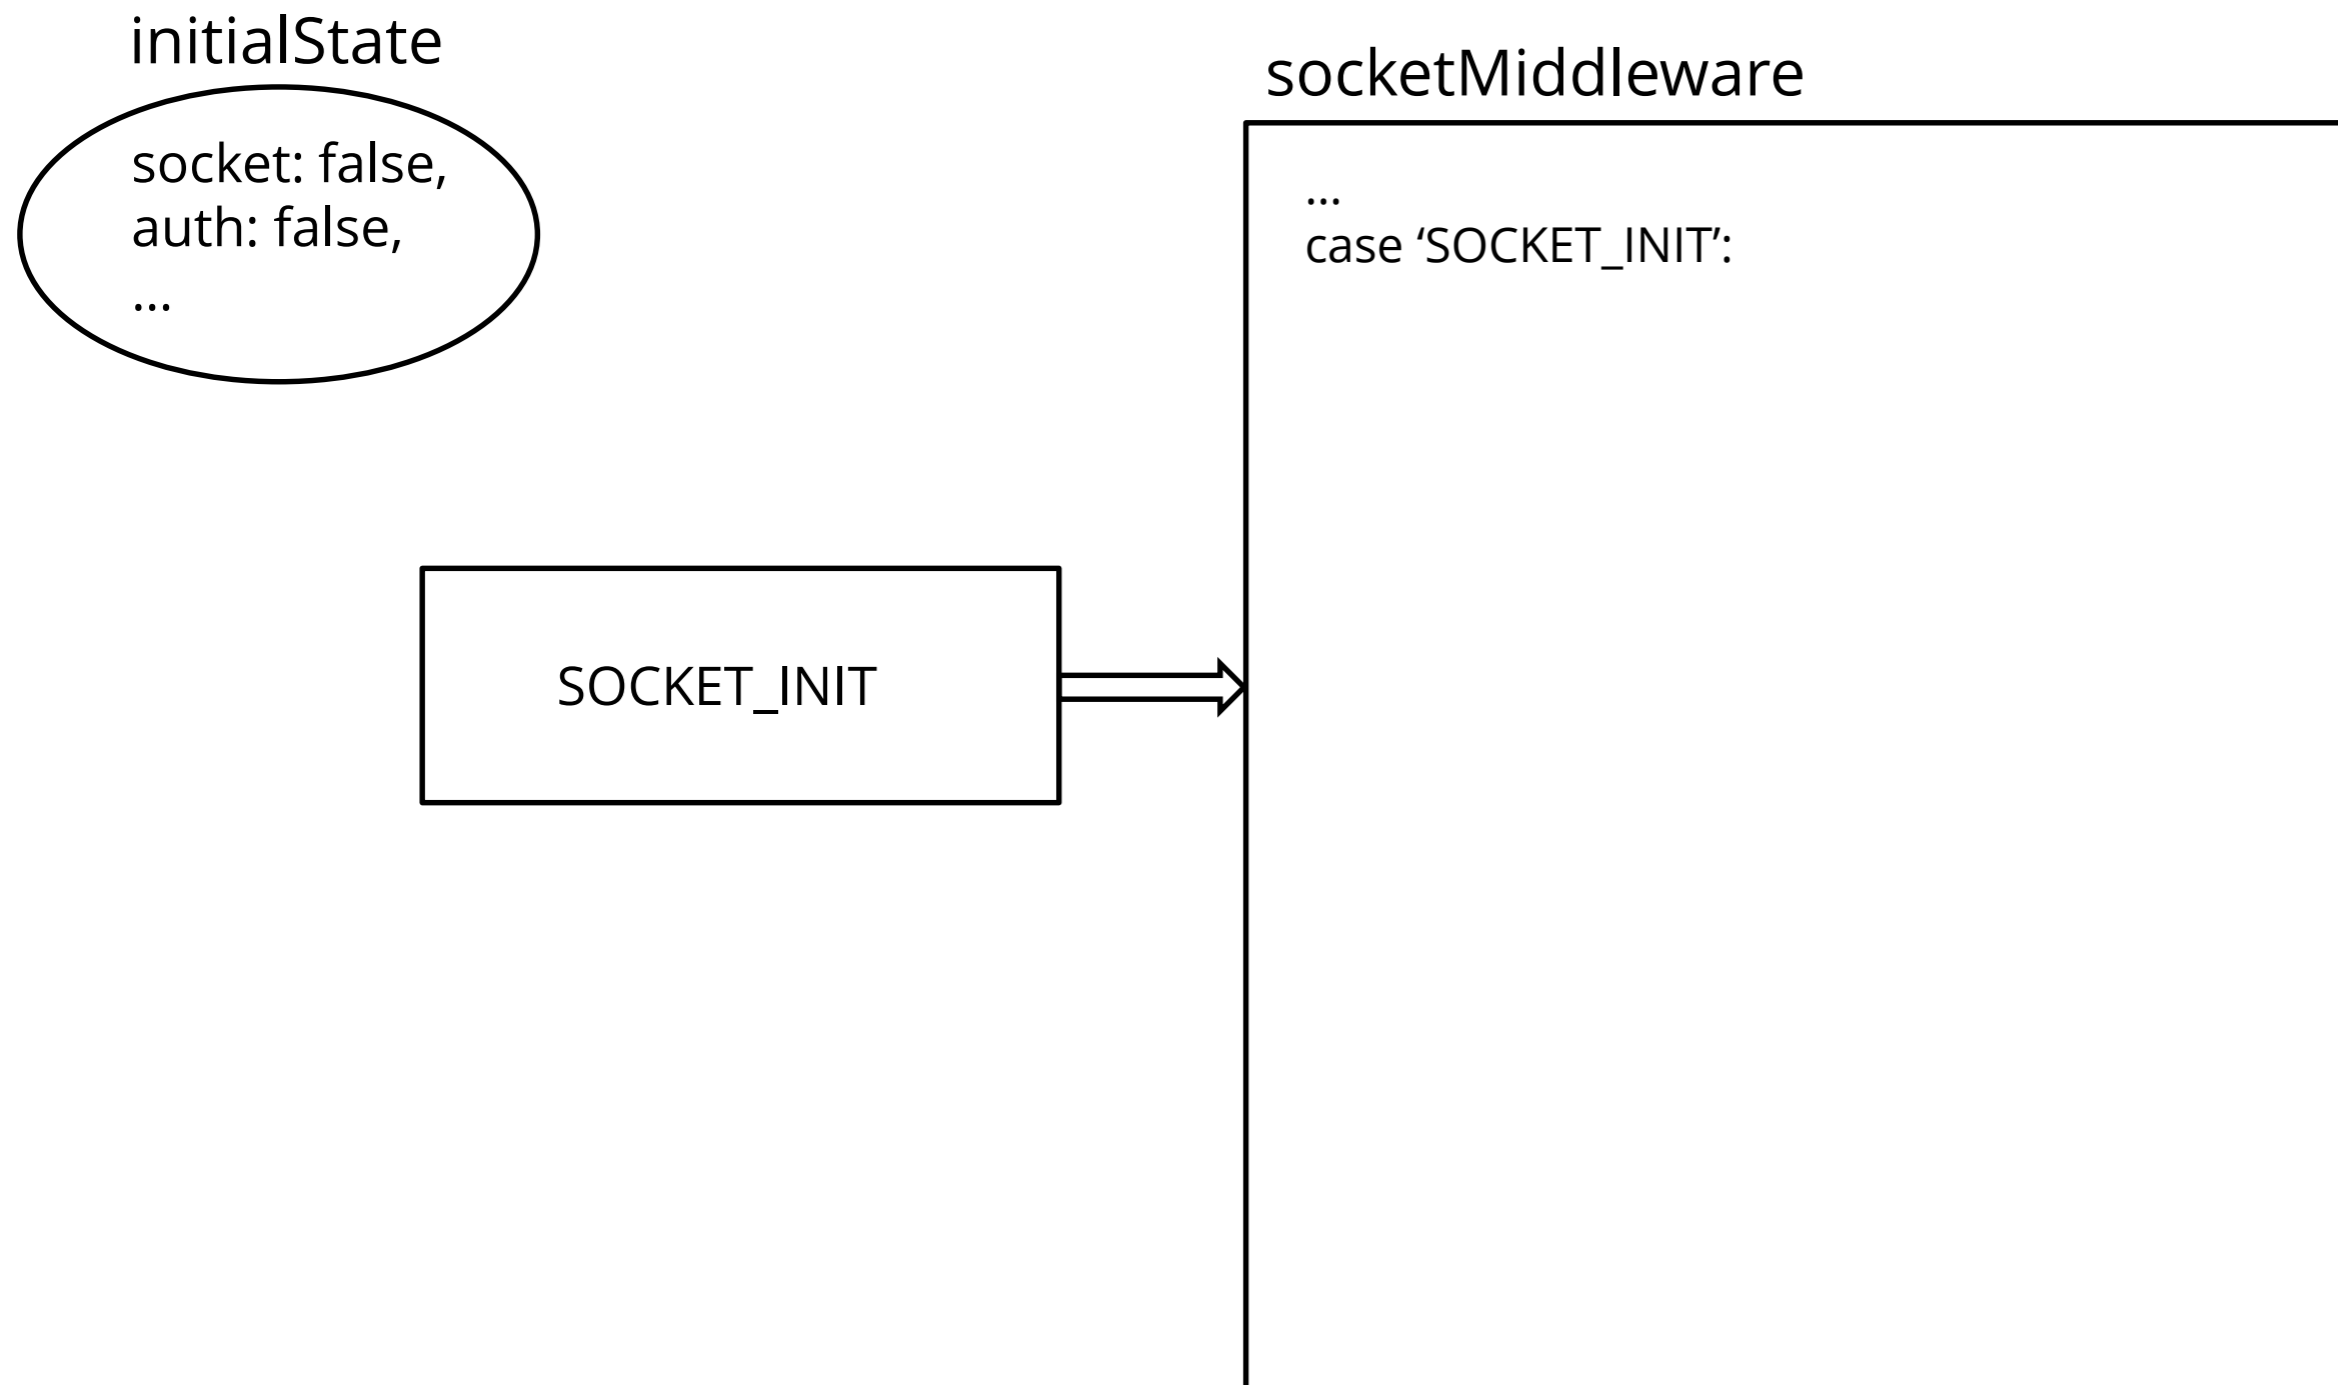 initialState
socket: false,
auth: false,
...
socketMiddleware
...
case ‘SOCKET_INIT’:
SOCKET_INIT